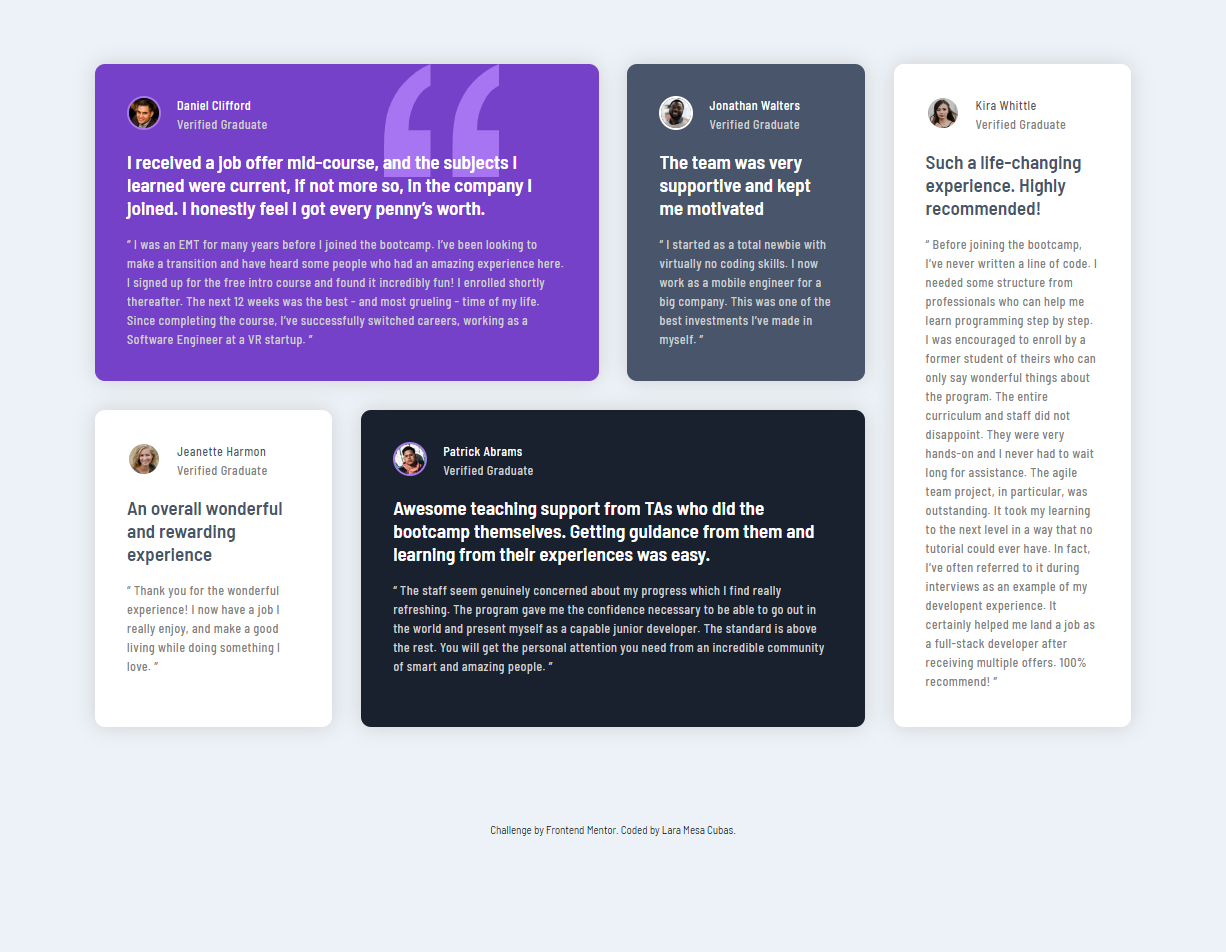 Daniel Clifford
Verified Graduate
I received a job offer mid-course, and the subjects I
learned were current, if not more so, in the company I
joined. I honestly feel I got every penny’s worth.
“ I was an EMT for many years before I joined the bootcamp. I’ve been looking to
make a transition and have heard some people who had an amazing experience here.
I signed up for the free intro course and found it incredibly fun! I enrolled shortly
thereafter. The next 12 weeks was the best - and most grueling - time of my life.
Since completing the course, I’ve successfully switched careers, working as a
Software Engineer at a VR startup. ”
Jonathan Walters
Verified Graduate
The team was very
supportive and kept
me motivated
“ I started as a total newbie with
virtually no coding skills. I now
work as a mobile engineer for a
big company. This was one of the
best investments I’ve made in
myself. ”
Kira Whittle
Verified Graduate
Such a life-changing
experience. Highly
recommended!
“ Before joining the bootcamp,
I’ve never written a line of code. I
needed some structure from
professionals who can help me
learn programming step by step.
I was encouraged to enroll by a
former student of theirs who can
only say wonderful things about
the program. The entire
curriculum and staff did not
disappoint. They were very
hands-on and I never had to wait
long for assistance. The agile
team project, in particular, was
outstanding. It took my learning
to the next level in a way that no
tutorial could ever have. In fact,
I’ve often referred to it during
interviews as an example of my
developent experience. It
certainly helped me land a job as
a full-stack developer after
receiving multiple offers. 100%
recommend! ”
Jeanette Harmon
Verified Graduate
An overall wonderful
and rewarding
experience
“ Thank you for the wonderful
experience! I now have a job I
really enjoy, and make a good
living while doing something I
love. ”
Patrick Abrams
Verified Graduate
Awesome teaching support from TAs who did the
bootcamp themselves. Getting guidance from them and
learning from their experiences was easy.
“ The staff seem genuinely concerned about my progress which I find really
refreshing. The program gave me the confidence necessary to be able to go out in
the world and present myself as a capable junior developer. The standard is above
the rest. You will get the personal attention you need from an incredible community
of smart and amazing people. ”
Challenge by Frontend Mentor. Coded by Lara Mesa Cubas.